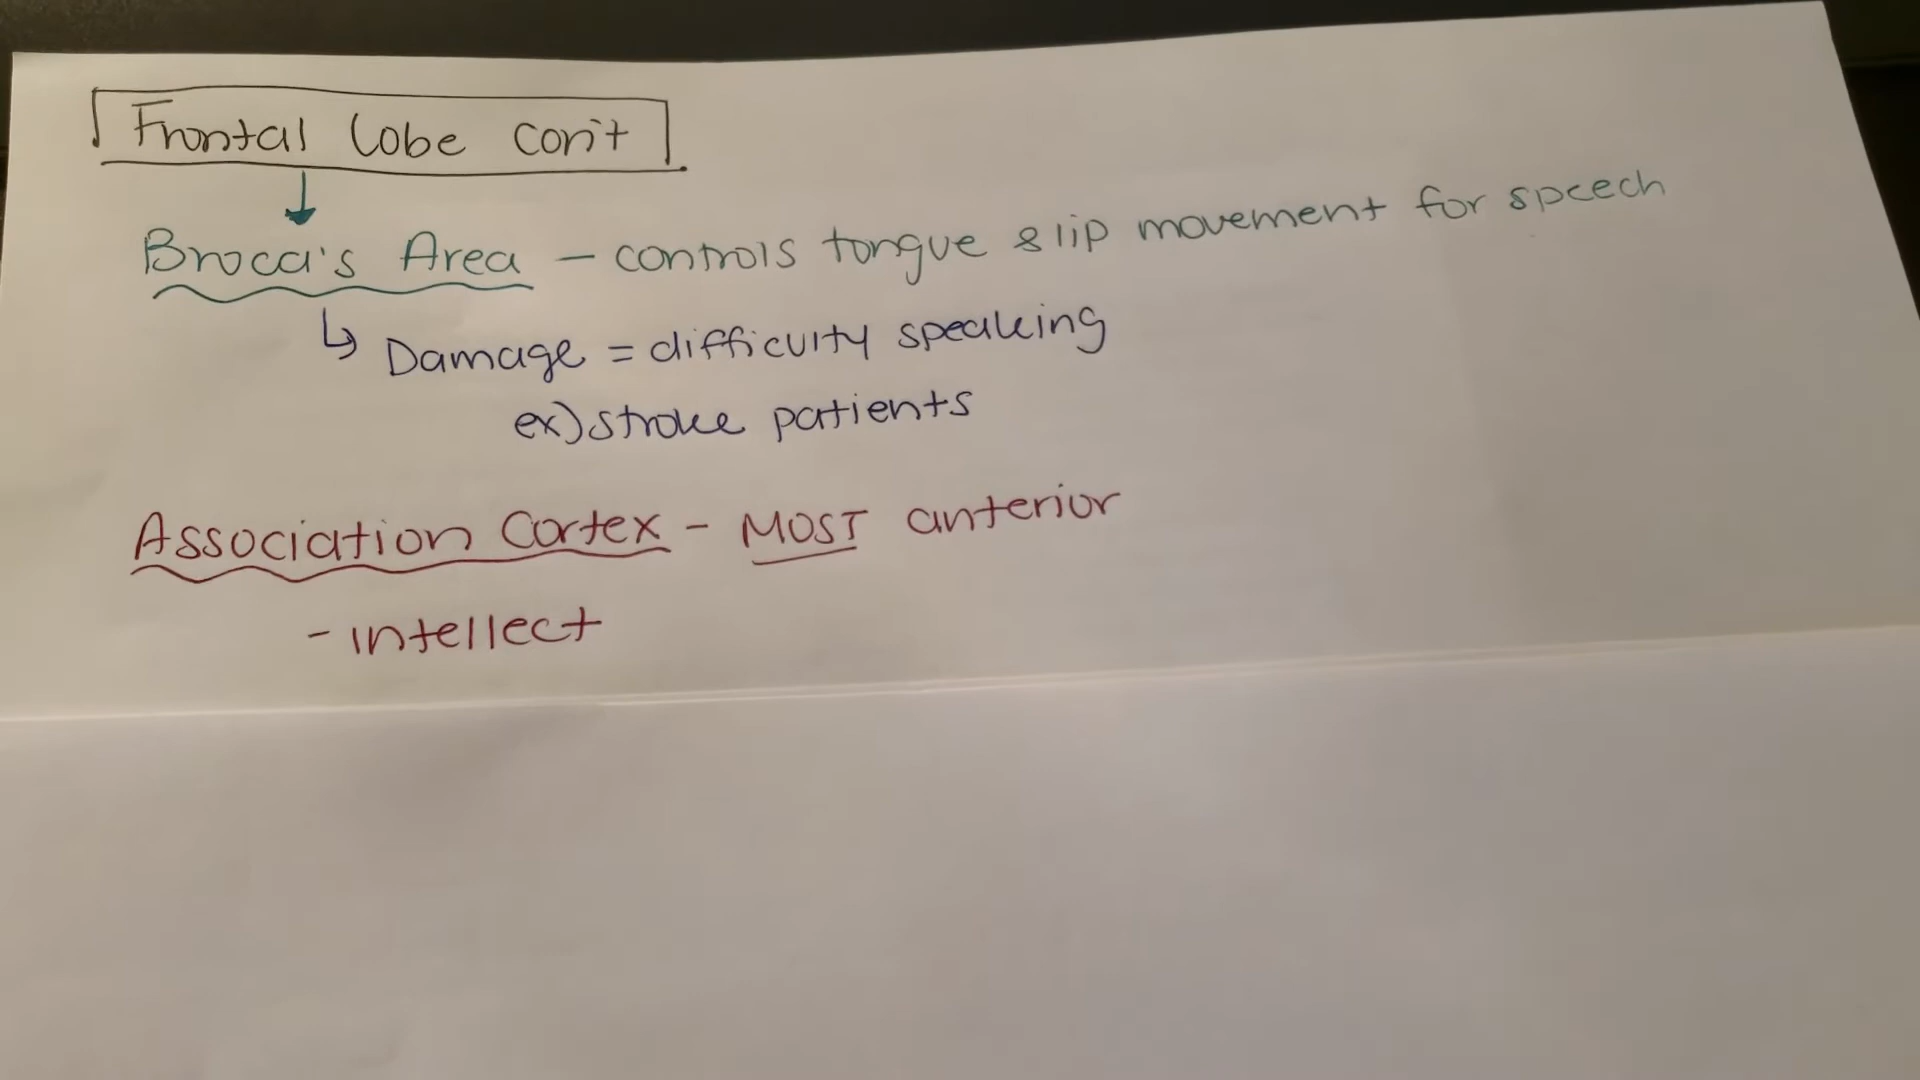 Frontal lobe con't
Broca's Area – controls tongue & lip movement for speech
↳ Damage = difficulty speaking
ex) stroke patients
Association Cortex - MOST anterior
- intellect